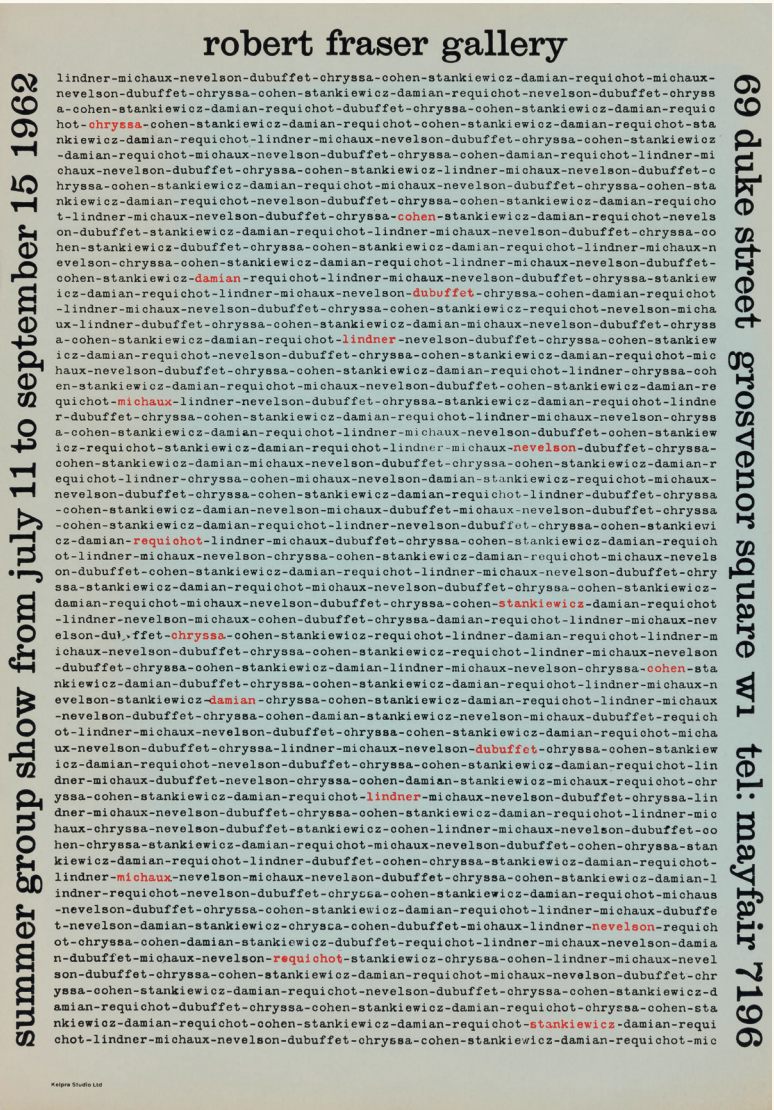 robert fraser gallery
summer group show from july 11 to september 15 1962
lindner-michaux-nevelson-dubuffet-chryssa-cohen-stankiewicz-damian-requichot-michaux-
nevelson-dubuffet-chryssa-cohen-stankiewicz-damian-requichot-nevelson-dubuffet-chryss
a-cohen-stankiewicz-damian-requichot-dubuffet-chryssa-cohen-stankiewicz-damian-requic
hot-chryssa-cohen-stankiewicz-damian-requichot-cohen-stankiewicz-damian-requichot-sta
nkiewicz-damian-requichot-lindner-michaux-nevelson-dubuffet-chryssa-cohen-stankiewicz
-damian-requichot-michaux-nevelson-dubuffet-chryssa-cohen-damian-requichot-lindner-mi
chaux-nevelson-dubuffet-chryssa-cohen-stankiewicz-lindner-michaux-nevelson-dubuffet-c
hryssa-cohen-stankiewicz-damian-requichot-michaux-nevelson-dubuffet-chryssa-cohen-sta
nkiewicz-damian-requichot-nevelson-dubuffet-chryssa-cohen-stankiewicz-damian-requicho
t-lindner-michaux-nevelson-dubuffet-chryssa-cohen-stankiewicz-damian-requichot-nevels
on-dubuffet-stankiewicz-damian-requichot-lindner-michaux-nevelson-dubuffet-chryssa-co
hen-stankiewicz-damian-dubuffet-chryssa-cohen-stankiewicz-damian-requichot-michaux-n
evelson-chryssa-cohen-stankiewicz-damian-requichot-lindner-michaux-nevelson-dubuffet-
cohen-stankiewicz-damian-requichot-lindner-michaux-nevelson-dubuffet-chryssa-stankiew
icz-damian-requichot-lindner-michaux-nevelson-dubuffet-chryssa-cohen-damian-requichot
-lindner-michaux-nevelson-dubuffet-chryssa-cohen-stankiewicz-requichot-nevelson-micha
ux-lindner-dubuffet-chryssa-cohen-stankiewicz-damian-michaux-nevelson-dubuffet-chryss
a-cohen-stankiewicz-damian-requichot-lindner-nevelson-dubuffet-chryssa-cohen-stankiew
icz-damian-requichot-nevelson-dubuffet-chryssa-cohen-stankiewicz-damian-requichot-mic
haux-nevelson-dubuffet-chryssa-cohen-stankiewicz-damian-requichot-lindner-chryssa-coh
en-stankiewicz-damian-requichot-michaux-nevelson-dubuffet-chryssa-cohen-damian-re
quichot-michaux-lindner-nevelson-dubuffet-chryssa-cohen-stankiewicz-requichot-lindne
r-dubuffet-chryssa-cohen-stankiewicz-damian-requichot-lindner-michaux-nevelson-chryss
a-cohen-stankiewicz-damian-requichot-lindner-michaux-nevelson-dubuffet-cohen-stankiew
icz-requichot-stankiewicz-damian-requichot-lindner-michaux-nevelson-dubuffet-chryssa-
cohen-stankiewicz-damian-michaux-nevelson-dubuffet-chryssa-cohen-stankiewicz-damian-r
equichot-lindner-chryssa-cohen-michaux-nevelson-damian-stankiewicz-requichot-michaux-
nevelson-dubuffet-chryssa-cohen-stankiewicz-damian-requichot-lindner-dubuffet-chryssa
-cohen-stankiewicz-damian-michaux-dubuffet-michaux-nevelson-dubuffet-chryssa
-cohen-stankiewicz-damian-requichot-lindner-nevelson-dubuffet-chryssa-cohen-stankiewi
cz-damian-requichot-lindner-michaux-dubuffet-chryssa-cohen-stankiewicz-damian-requich
ot-lindner-michaux-nevelson-chryssa-cohen-stankiewicz-damian-requichot-michaux-nevels
on-dubuffet-cohen-stankiewicz-damian-requichot-lindner-michaux-nevelson-dubuffet-chry
ssa-stankiewicz-damian-requichot-michaux-nevelson-dubuffet-chryssa-cohen-stankiewicz-
damian-requichot-michaux-nevelson-dubuffet-chryssa-cohen-stankiewicz-damian-requichot
-lindner-nevelson-michaux-dubuffet-chryssa-cohen-stankiewicz-requichot-michaux-nev
elson-dubuffet-chryssa-cohen-stankiewicz-requichot-lindner-damian-requichot-lindner-m
ichaux-nevelson-dubuffet-chryssa-cohen-stankiewicz-damian-requichot-michaux-nevelson
-dubuffet-chryssa-cohen-stankiewicz-damian-lindner-michaux-nevelson-chryssa-cohen-sta
nkiewicz-damian-requichot-dubuffet-chryssa-cohen-stankiewicz-requichot-lindner-michaux-n
evelson-stankiewicz-damian-chryssa-cohen-stankiewicz-damian-requichot-lindner-michaux
-nevelson-dubuffet-chryssa-cohen-damian-stankiewicz-nevelson-michaux-dubuffet-requich
ot-lindner-michaux-nevelson-dubuffet-chryssa-cohen-stankiewicz-damian-requichot-micha
ux-nevelson-dubuffet-chryssa-lindner-michaux-nevelson-dubuffet-chryssa-cohen-stankiew
icz-damian-requichot-nevelson-dubuffet-chryssa-cohen-stankiewicz-damian-requichot-lin
dner-michaux-dubuffet-nevelson-chryssa-cohen-damian-stankiewicz-michaux-requichot-chr
yssa-cohen-stankiewicz-damian-requichot-lindner-michaux-nevelson-dubuffet-chryssa-lin
dner-michaux-nevelson-dubuffet-chryssa-cohen-stankiewicz-damian-requichot-lindner-mic
haux-chryssa-nevelson-dubuffet-stankiewicz-cohen-lindner-michaux-nevelson-dubuffet-co
hen-chryssa-stankiewicz-damian-requichot-michaux-nevelson-dubuffet-cohen-chryssa-stan
kiewicz-damian-requichot-lindner-dubuffet-cohen-chryssa-stankiewicz-damian-requichot-
lindner-michaux-nevelson-michaux-dubuffet-chryssa-cohen-stankiewicz-damian-l
indner-requichot-nevelson-dubuffet-chryssa-cohen-stankiewicz-damian-requichot-michaus
-nevelson-dubuffet-chryssa-cohen-stankiewicz-damian-requichot-lindner-michaux-dubuffe
t-nevelson-damian-stankiewicz-chryssa-cohen-dubuffet-michaux-lindner-nevelson-requich
ot-chryssa-cohen-damian-stankiewicz-dubuffet-requichot-lindner-michaux-nevelson-damia
n-dubuffet-michaux-nevelson-requichot-stankiewicz-chryssa-cohen-lindner-michaux-nevel
son-dubuffet-chryssa-cohen-stankiewicz-damian-requichot-michaux-nevelson-dubuffet-chr
yssa-cohen-stankiewicz-damian-requichot-nevelson-dubuffet-chryssa-cohen-stankiewicz-d
amian-requichot-dubuffet-chryssa-cohen-stankiewicz-damian-requichot-chryssa-cohen-sta
nkiewicz-damian-requichot-cohen-stankiewicz-damian-requichot-stankiewicz-damian-requi
chot-lindner-michaux-nevelson-dubuffet-chryssa-cohen-stankiewicz-damian-requichot-mic
69 duke street grosvenor square w1 tel: mayfair 7196
Kelpra Studio Ltd